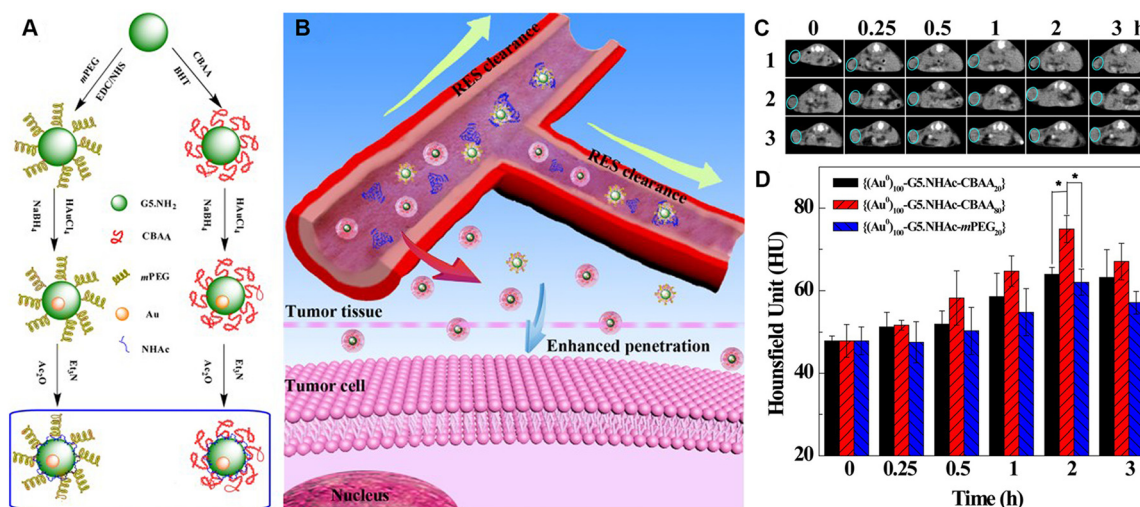 A
mPEG
EDC/NHS
CBAA
BHT
HAuCl4
NaBH4
HAuCl4
NaBH4
G5.NH2
CBAA
mPEG
Au
NHAc
Et3N
Ac2O
Et3N
Ac2O
B
RES clearance
RES clearance
Tumor tissue
Enhanced penetration
Tumor cell
Nucleus
C
0 0.25 0.5 1 2 3 h
1
2
3
D
{(Au⁰)100-G5.NHAc-CBAA20}
{(Au⁰)100-G5.NHAc-CBAA80}
{(Au⁰)100-G5.NHAc-mPEG20}
* *
Hounsfield Unit (HU)
80
60
40
20
0 0.25 0.5 1 2 3
Time (h)